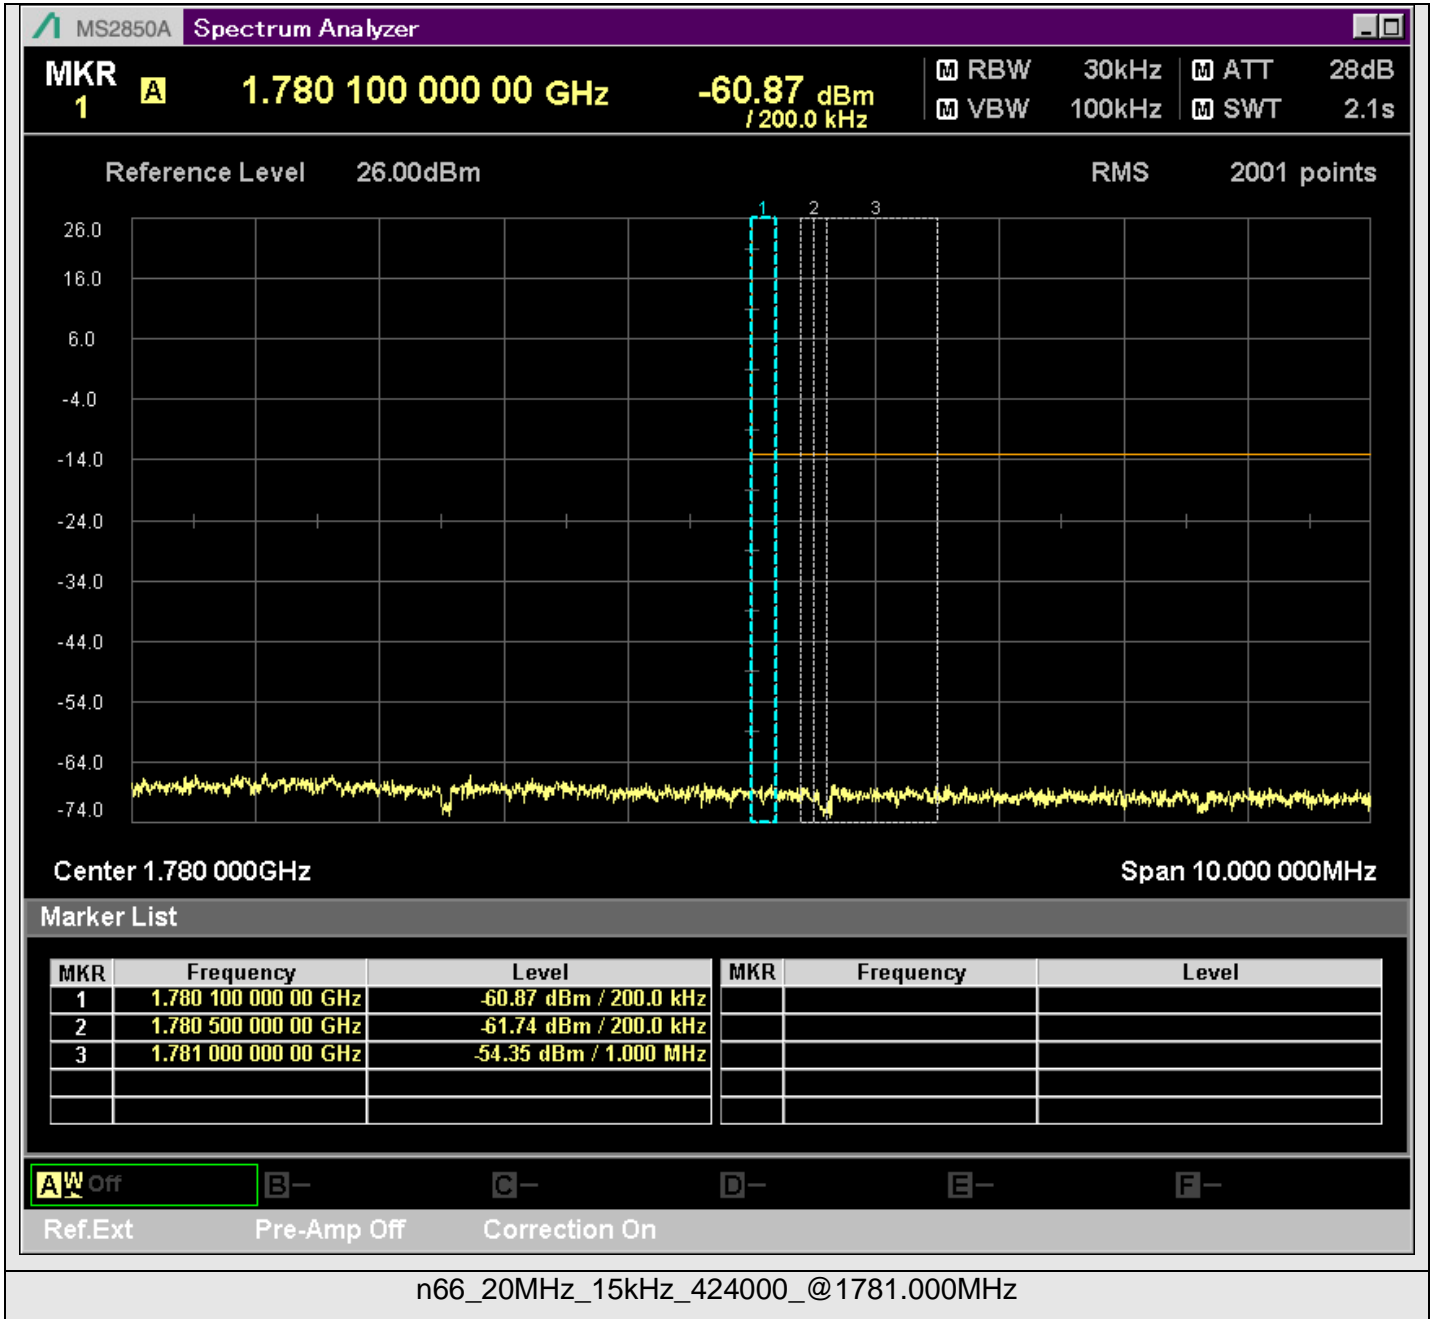 MS2850A Spectrum Analyzer
MKR 1 A 1.780 100 000 00 GHz -60.87 dBm / 200.0 kHz
M RBW 30kHz M ATT 28dB
M VBW 100kHz M SWT 2.1s
Reference Level 26.00dBm RMS 2001 points
1 2 3
26.0
16.0
6.0
-4.0
-14.0
-24.0
-34.0
-44.0
-54.0
-64.0
-74.0
Center 1.780 000GHz Span 10.000 000MHz
Marker List
MKR Frequency Level MKR Frequency Level
1 1.780 100 000 00 GHz -60.87 dBm / 200.0 kHz
2 1.780 500 000 00 GHz -61.74 dBm / 200.0 kHz
3 1.781 000 000 00 GHz -54.35 dBm / 1.000 MHz
A W Off B — C — D — E — F —
Ref.Ext Pre-Amp Off Correction On
n66_20MHz_15kHz_424000_@1781.000MHz